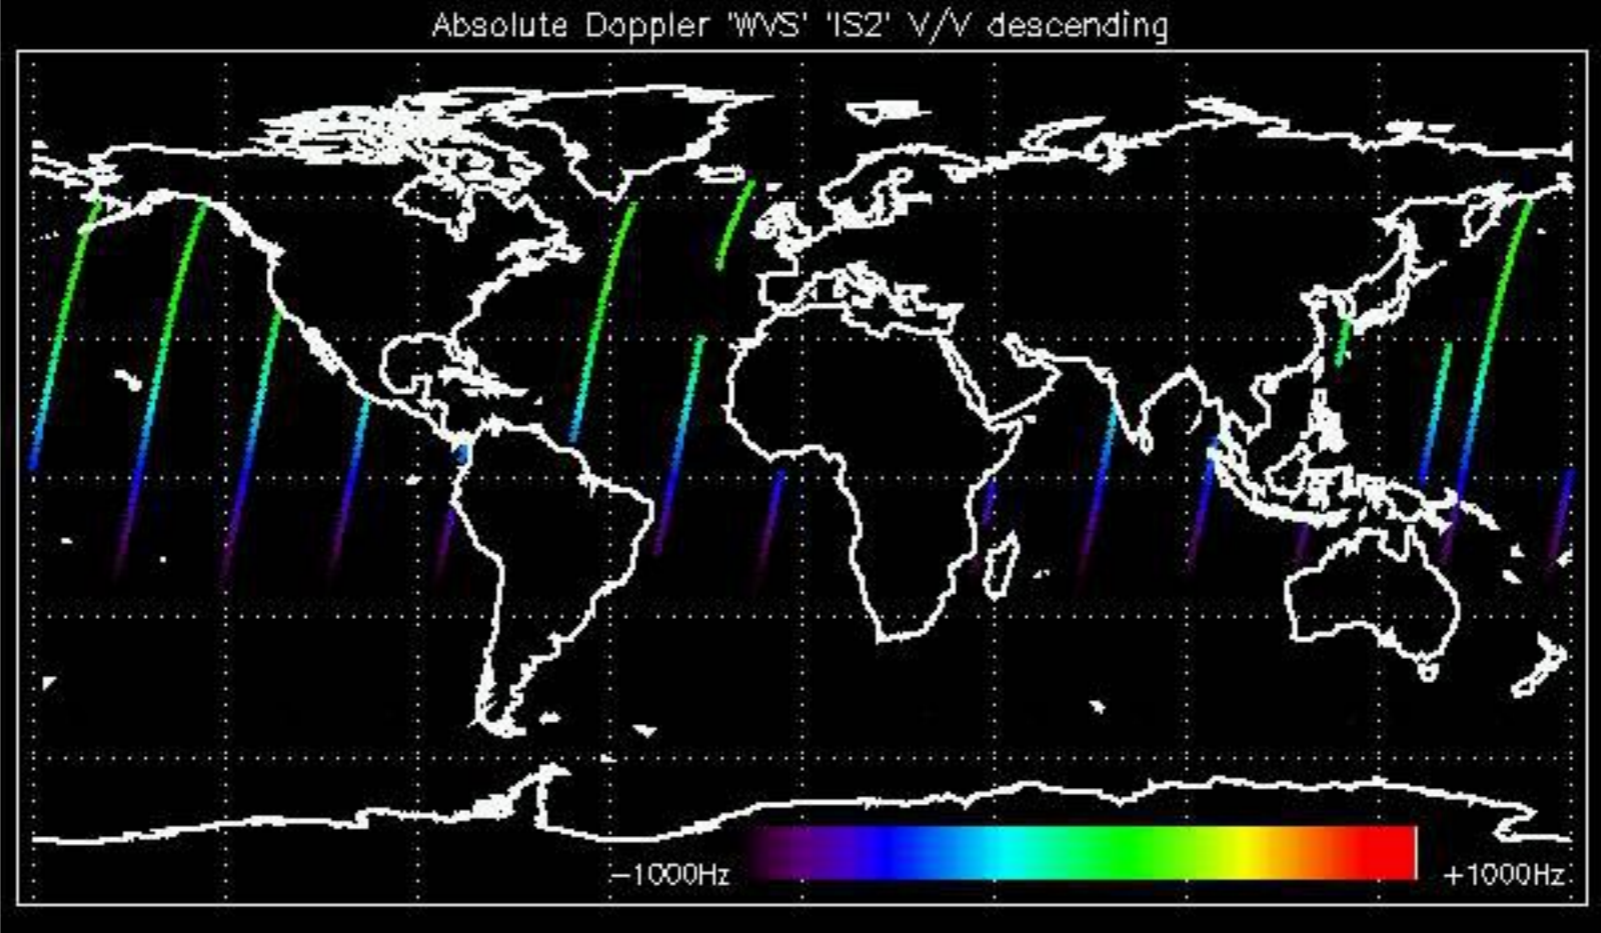 Absolute Doppler 'WVS' 'IS2' V/V descending
−1000Hz
+1000Hz